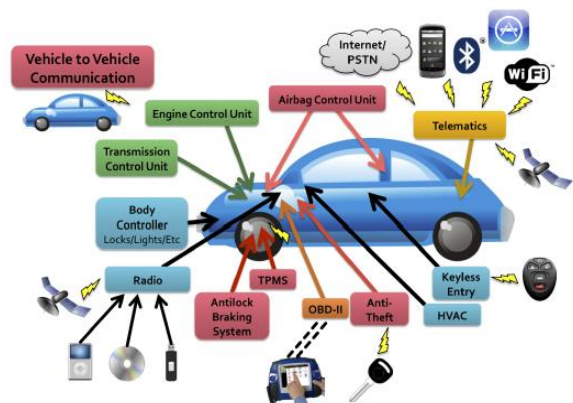 Vehicle to Vehicle
Communication
Internet/
PSTN
Wi Fi™
Engine Control Unit
Airbag Control Unit
Telematics
Transmission
Control Unit
Body
Controller
Locks/Lights/Etc
Radio
TPMS
Antilock
Braking
System
OBD-II
Anti-
Theft
HVAC
Keyless
Entry